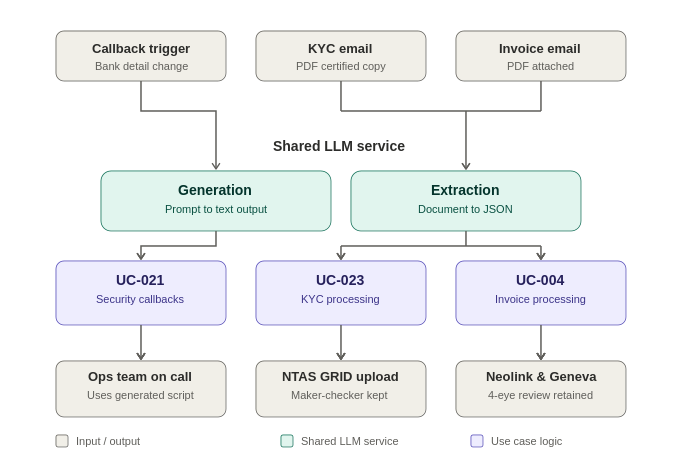 Callback trigger
Bank detail change
KYC email
PDF certified copy
Invoice email
PDF attached
Shared LLM service
Generation
Prompt to text output
Extraction
Document to JSON
UC-021
Security callbacks
UC-023
KYC processing
UC-004
Invoice processing
Ops team on call
Uses generated script
NTAS GRID upload
Maker-checker kept
Neolink & Geneva
4-eye review retained
Input / output
Shared LLM service
Use case logic